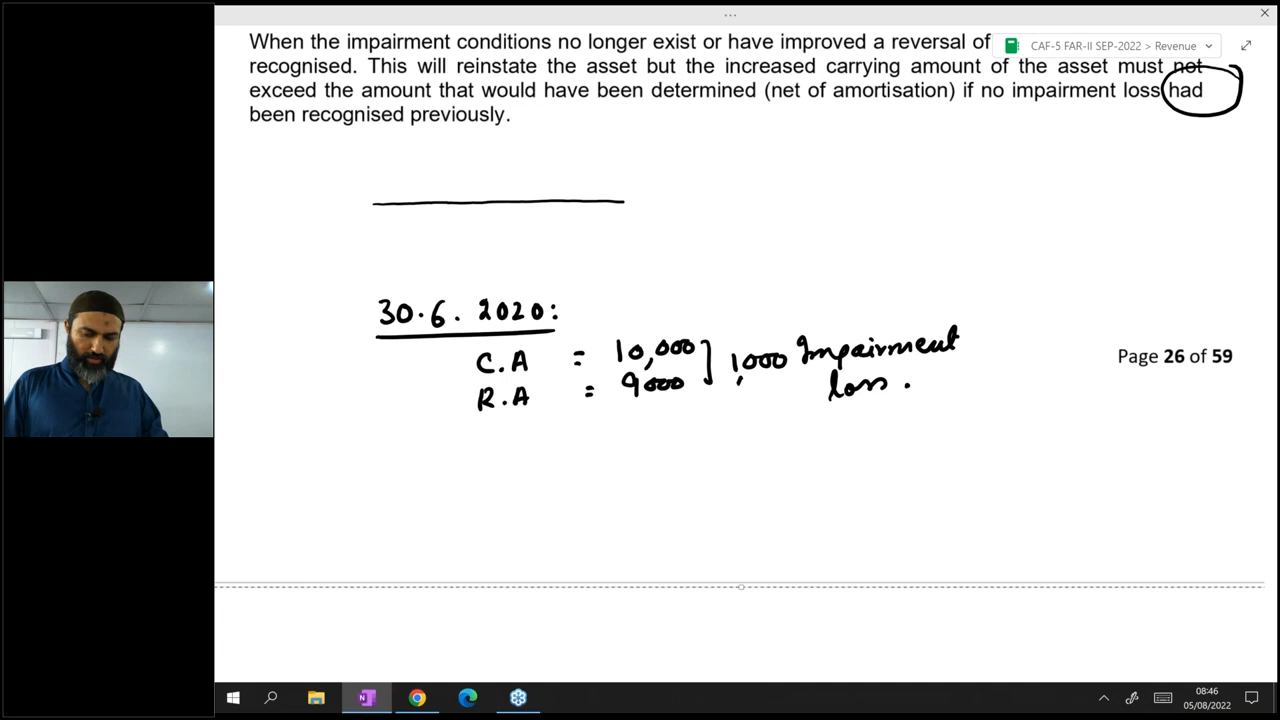 When the impairment conditions no longer exist or have improved a reversal of
CAF-5 FAR-II SEP-2022 > Revenue
recognised. This will reinstate the asset but the increased carrying amount of the asset must not
exceed the amount that would have been determined (net of amortisation) if no impairment loss had
been recognised previously.
30.6. 2020:
C.A = 10,000
R.A = 9000
1,000 Impairment
loss.
Page 26 of 59
08:46
05/08/2022